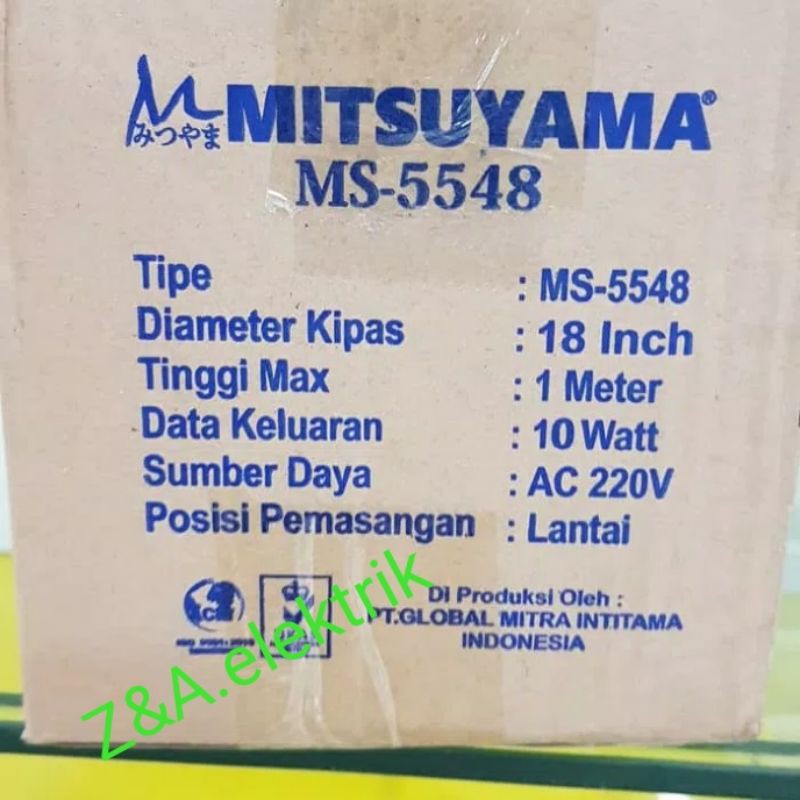 MITSUYAMA®
みつやま
MS-5548
Tipe : MS-5548
Diameter Kipas : 18 Inch
Tinggi Max : 1 Meter
Data Keluaran : 10 Watt
Sumber Daya : AC 220V
Posisi Pemasangan : Lantai
Di Produksi Oleh :
PT.GLOBAL MITRA INTITAMA
INDONESIA
Z&A.elektrik